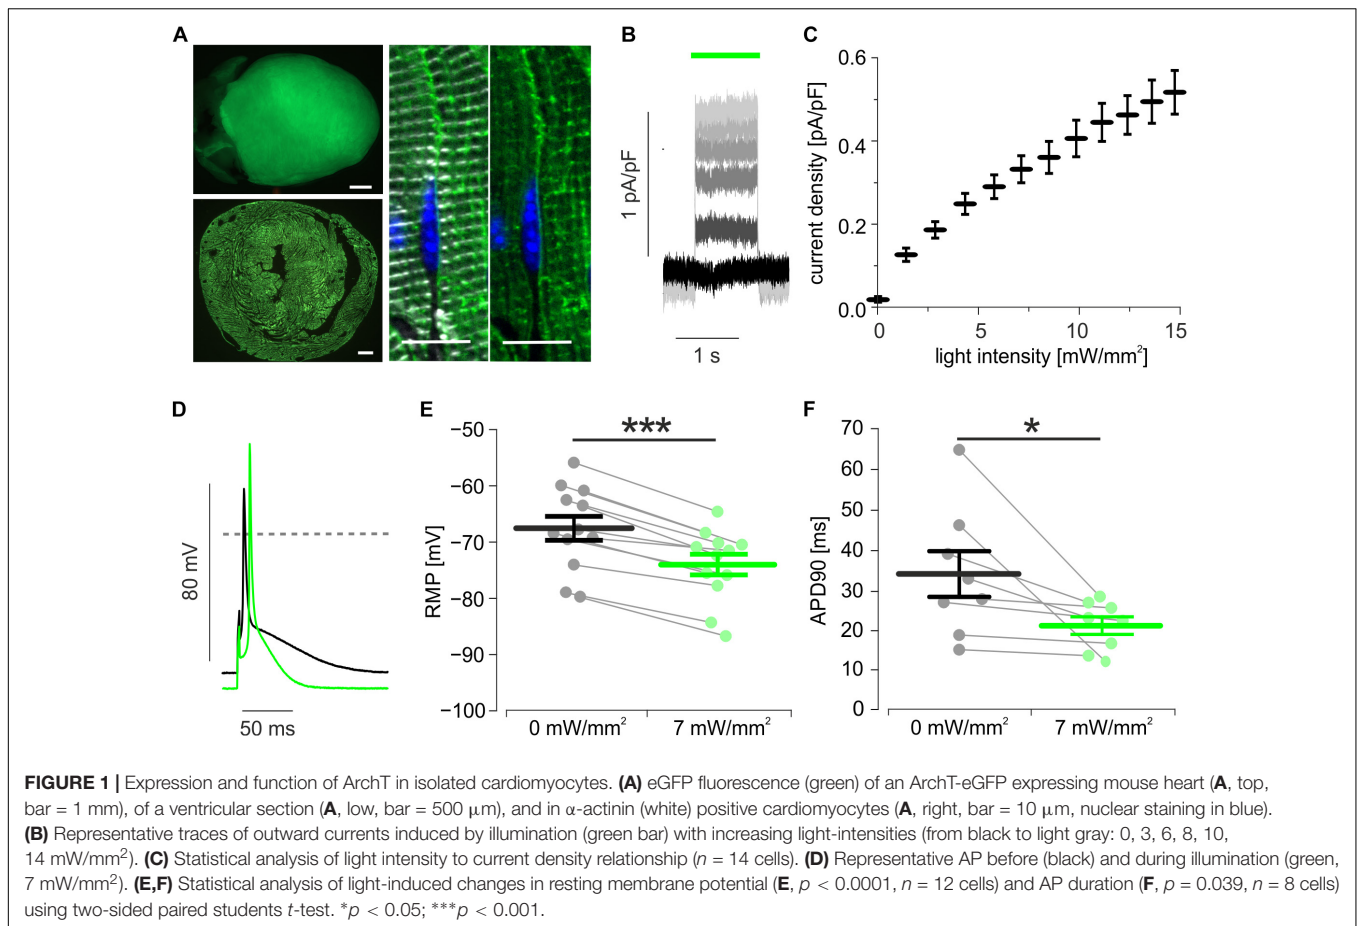 A
B
C
1 pA/pF
1 s
current density [pA/pF]
0.6
0.4
0.2
0.0
0
5
10
15
light intensity [mW/mm²]
D
E
F
80 mV
50 ms
RMP [mV]
−50
−60
−70
−80
−90
−100
***
0 mW/mm²
7 mW/mm²
APD90 [ms]
70
60
50
40
30
20
10
0
*
0 mW/mm²
7 mW/mm²
FIGURE 1 | Expression and function of ArchT in isolated cardiomyocytes. (A) eGFP fluorescence (green) of an ArchT-eGFP expressing mouse heart (A, top,
bar = 1 mm), of a ventricular section (A, low, bar = 500 μm), and in α-actinin (white) positive cardiomyocytes (A, right, bar = 10 μm, nuclear staining in blue).
(B) Representative traces of outward currents induced by illumination (green bar) with increasing light-intensities (from black to light gray: 0, 3, 6, 8, 10,
14 mW/mm²). (C) Statistical analysis of light intensity to current density relationship (n = 14 cells). (D) Representative AP before (black) and during illumination (green,
7 mW/mm²). (E,F) Statistical analysis of light-induced changes in resting membrane potential (E, p < 0.0001, n = 12 cells) and AP duration (F, p = 0.039, n = 8 cells)
using two-sided paired students t-test. *p < 0.05; ***p < 0.001.